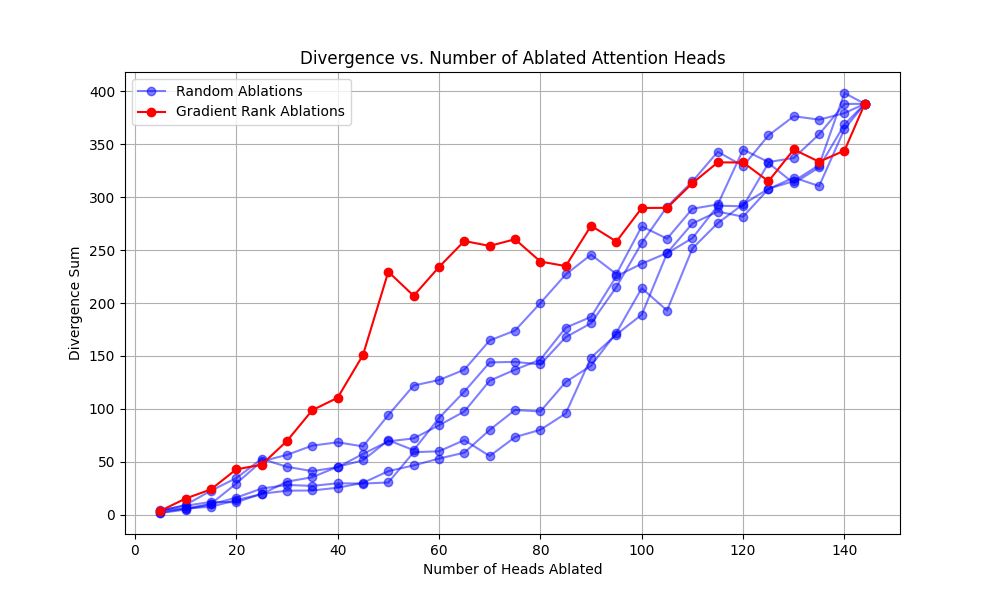 Divergence vs. Number of Ablated Attention Heads
Random Ablations
Gradient Rank Ablations
Divergence Sum
400
350
300
250
200
150
100
50
0
0 20 40 60 80 100 120 140
Number of Heads Ablated